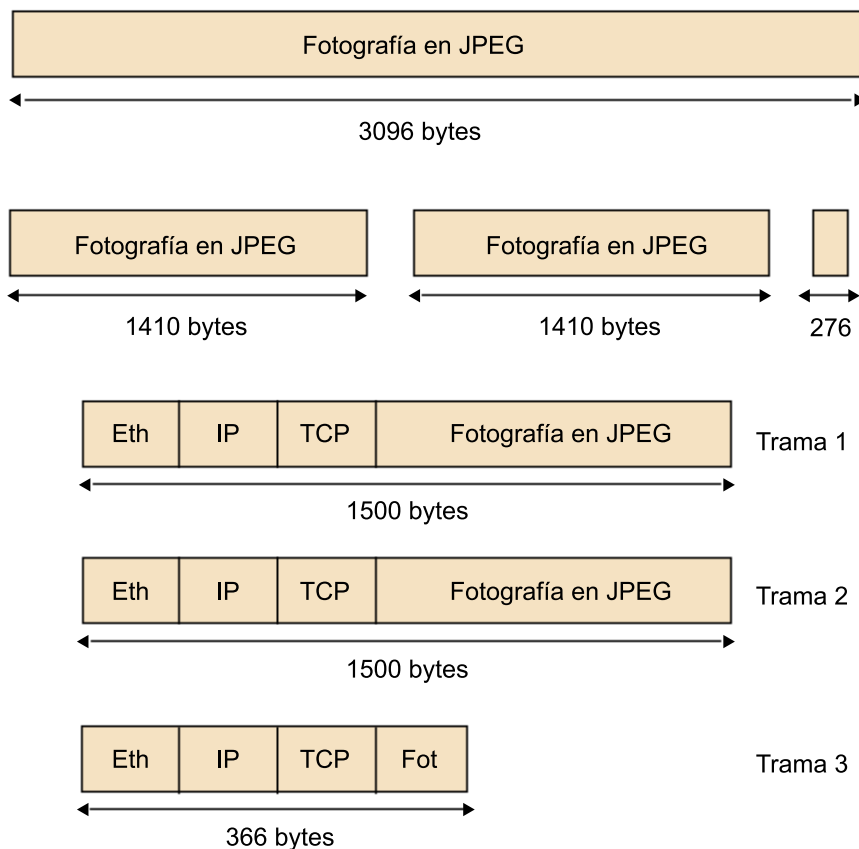 Fotografía en JPEG
3096 bytes
Fotografía en JPEG
Fotografía en JPEG
1410 bytes
1410 bytes
276
Eth IP TCP Fotografía en JPEG
Trama 1
1500 bytes
Eth IP TCP Fotografía en JPEG
Trama 2
1500 bytes
Eth IP TCP Fot
Trama 3
366 bytes